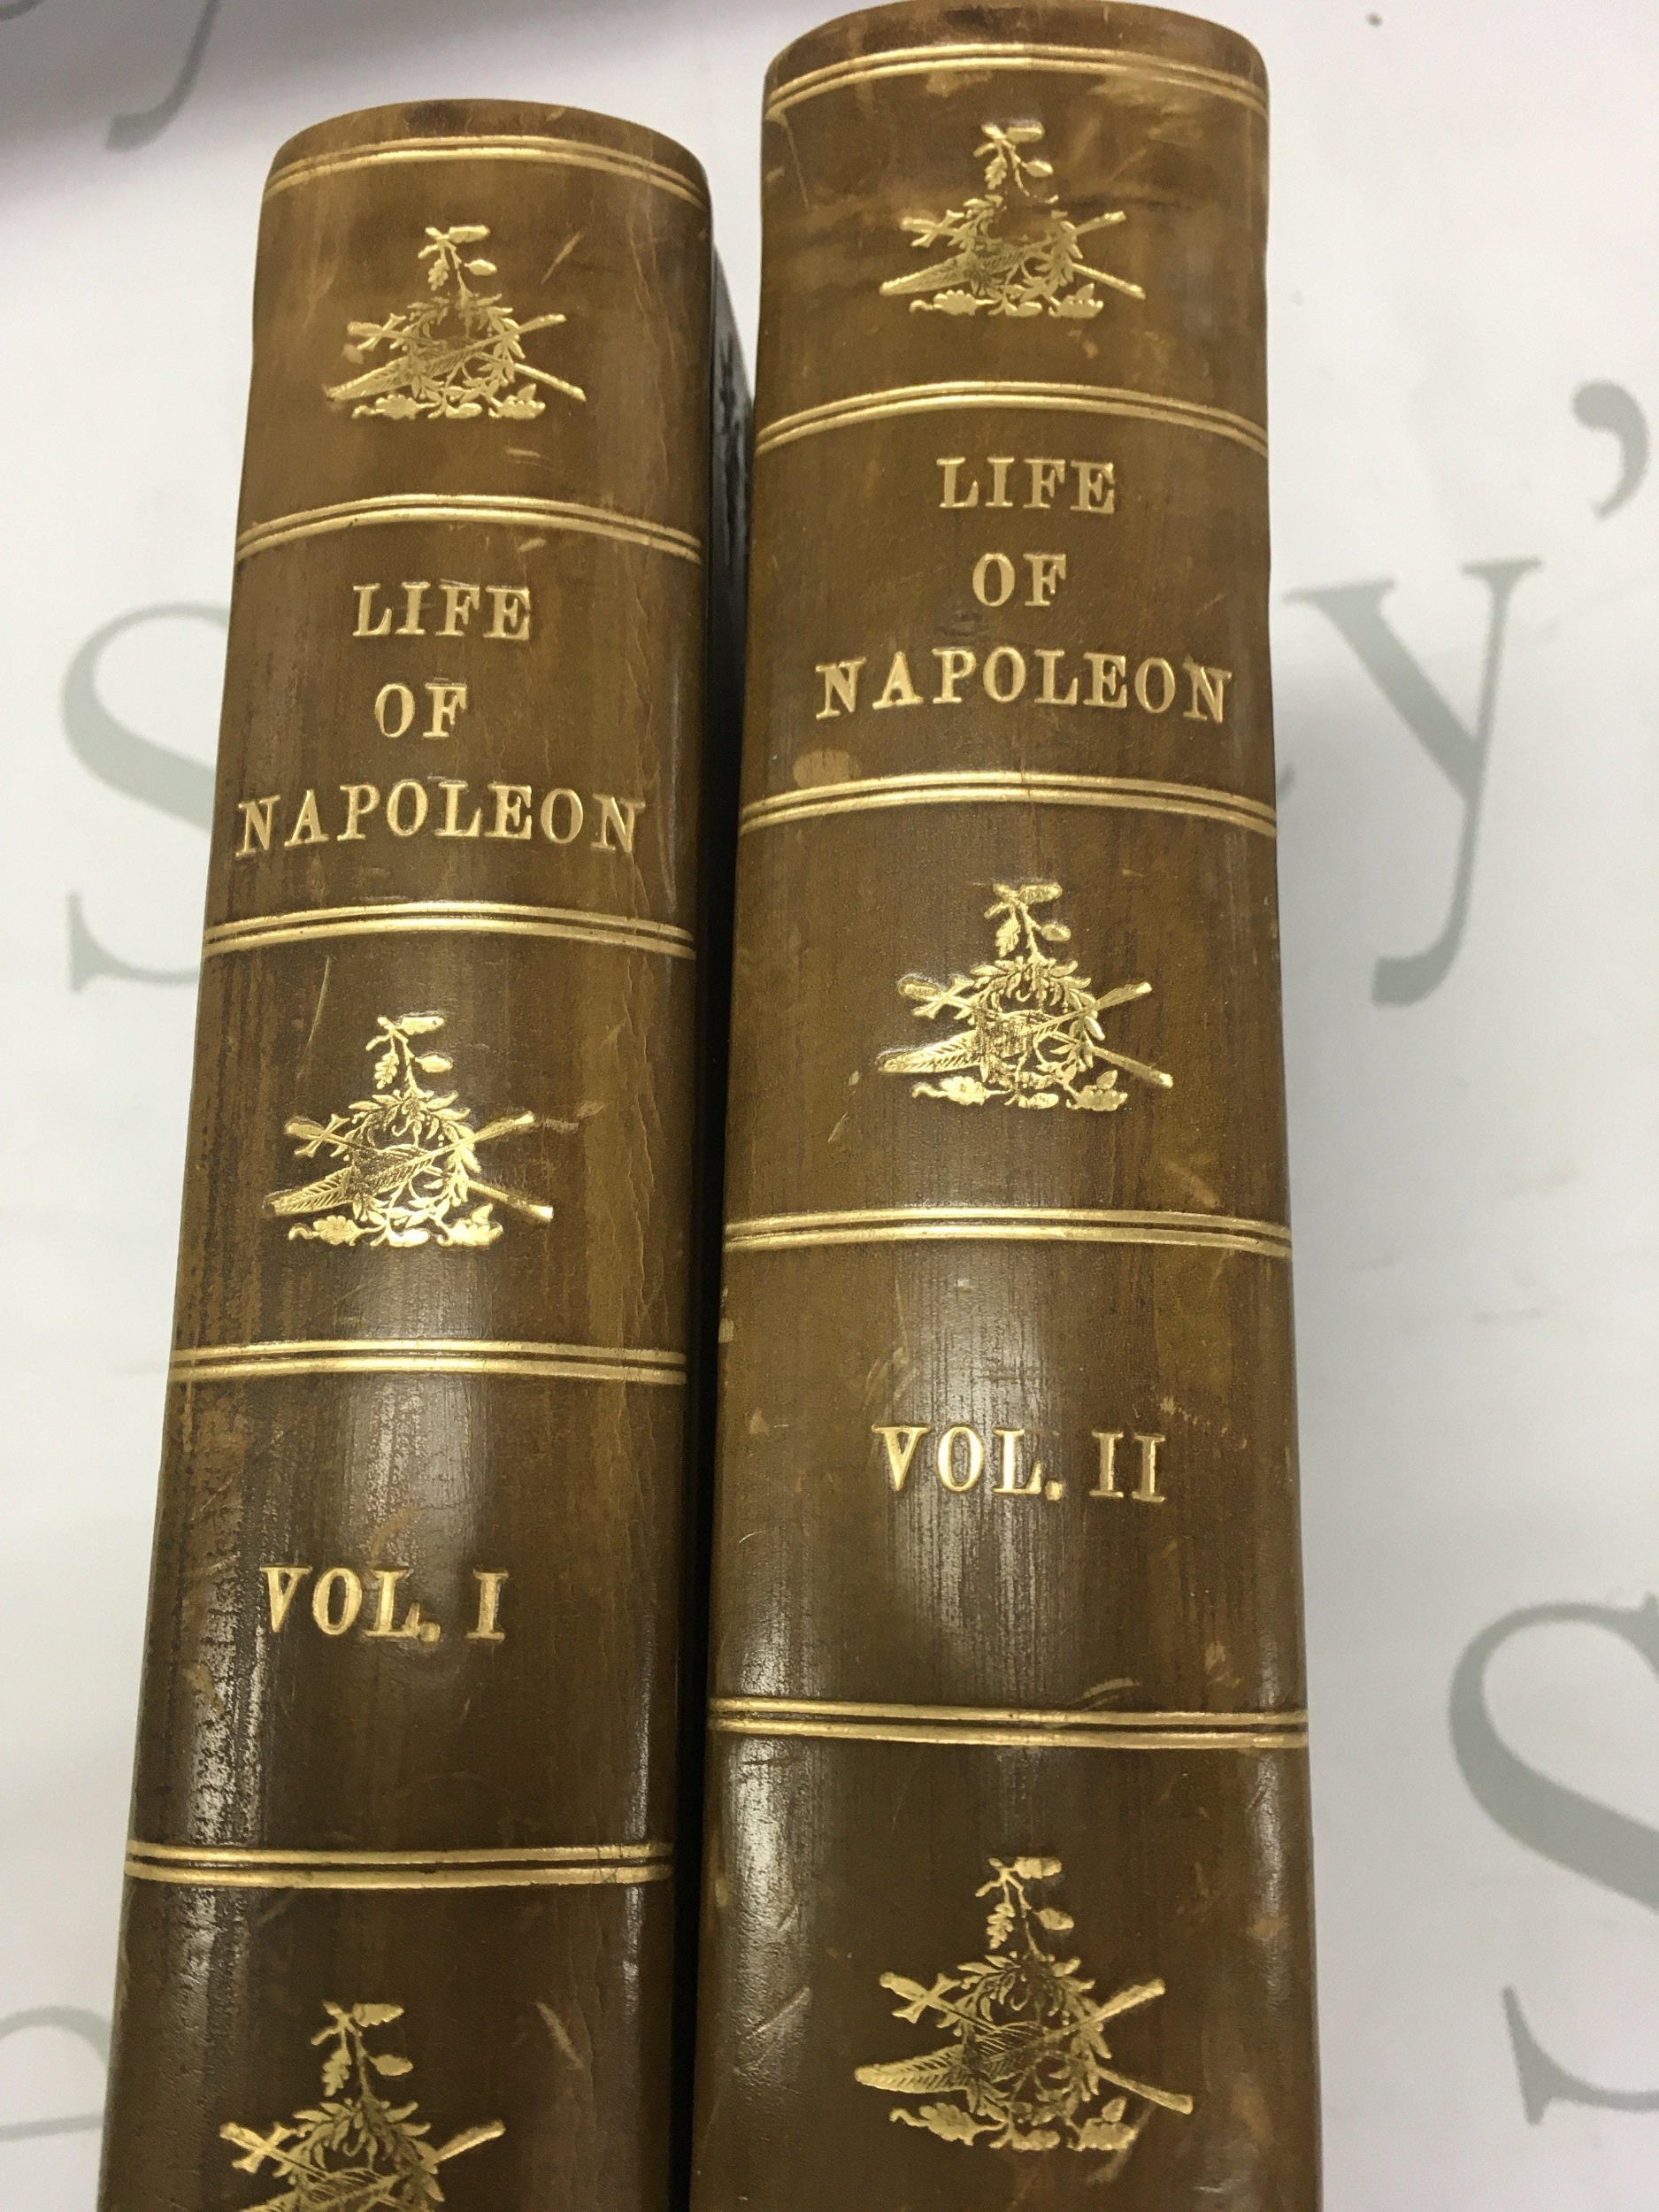 LIFE
OF
NAPOLEON
VOL. I
LIFE
OF
NAPOLEON
VOL. II